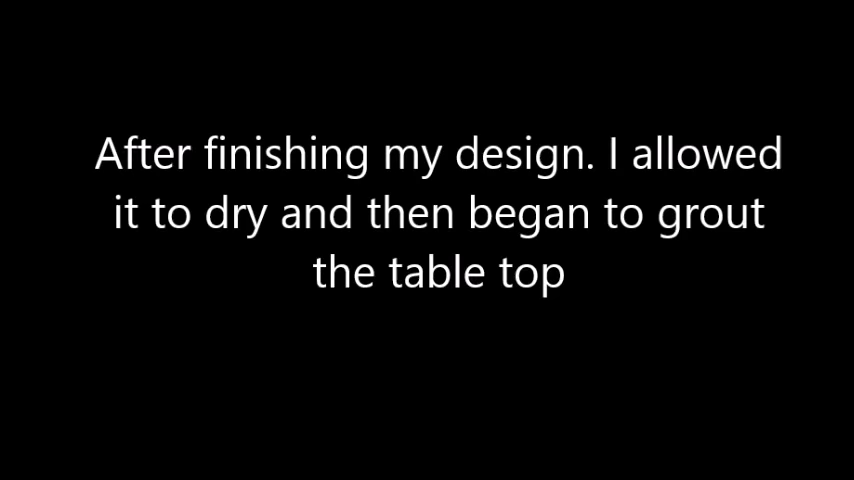 After finishing my design. I allowed
it to dry and then began to grout
the table top